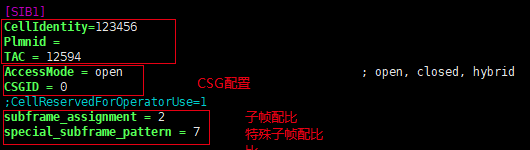 [SIB1]
CellIdentity=123456
Plmnid =
TAC = 12594
AccessMode = open ; open, closed, hybrid
CSGID = 0
CSG配置
;CellReservedForOperatorUse=1
subframe_assignment = 2 子帧配比
special_subframe_pattern = 7 特殊子帧配比